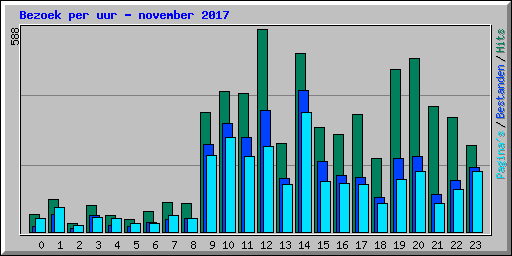 Bezoek per uur - november 2017
588
Pagina's / Bestanden / Hits
0 1 2 3 4 5 6 7 8 9 10 11 12 13 14 15 16 17 18 19 20 21 22 23